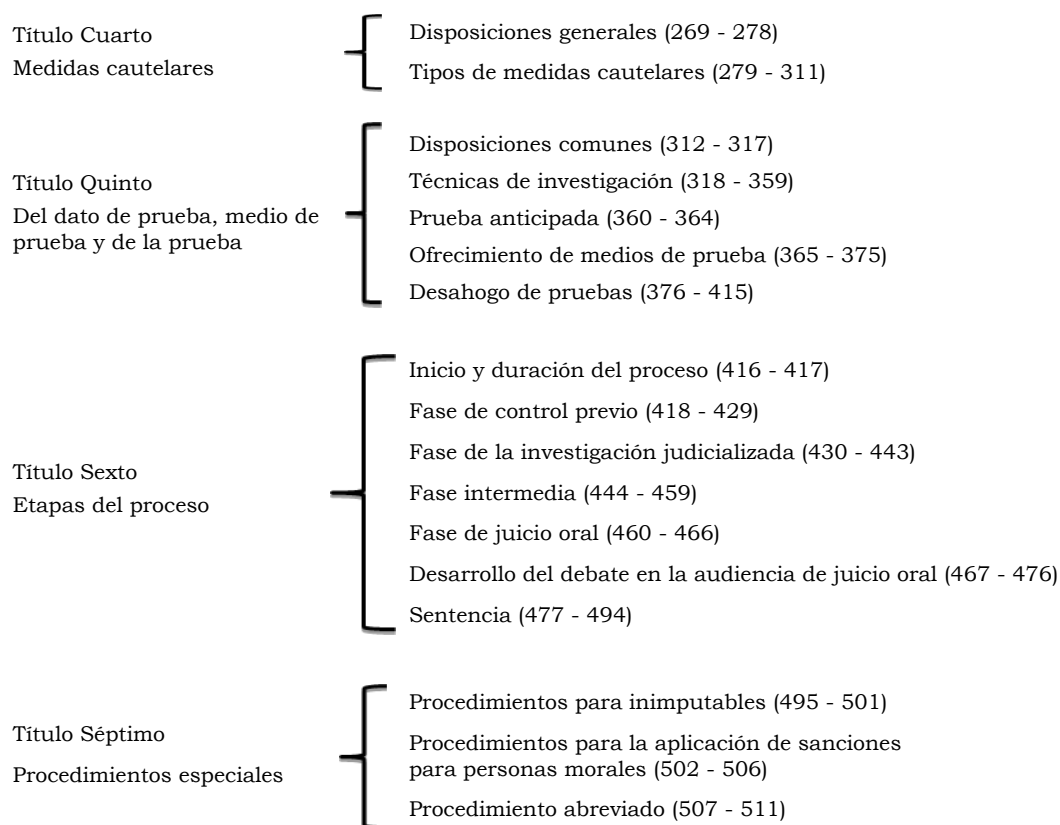 Título Cuarto
Medidas cautelares
Disposiciones generales (269 - 278)
Tipos de medidas cautelares (279 - 311)
Título Quinto
Del dato de prueba, medio de
prueba y de la prueba
Disposiciones comunes (312 - 317)
Técnicas de investigación (318 - 359)
Prueba anticipada (360 - 364)
Ofrecimiento de medios de prueba (365 - 375)
Desahogo de pruebas (376 - 415)
Título Sexto
Etapas del proceso
Inicio y duración del proceso (416 - 417)
Fase de control previo (418 - 429)
Fase de la investigación judicializada (430 - 443)
Fase intermedia (444 - 459)
Fase de juicio oral (460 - 466)
Desarrollo del debate en la audiencia de juicio oral (467 - 476)
Sentencia (477 - 494)
Título Séptimo
Procedimientos especiales
Procedimientos para inimputables (495 - 501)
Procedimientos para la aplicación de sanciones
para personas morales (502 - 506)
Procedimiento abreviado (507 - 511)